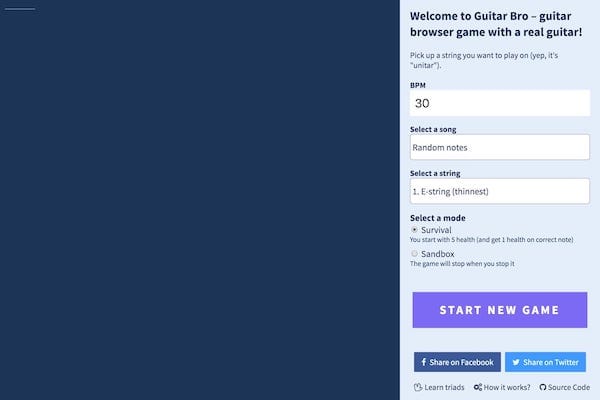 Welcome to Guitar Bro – guitar
browser game with a real guitar!
Pick up a string you want to play on (yep, it's
"unitar").
BPM
30
Select a song
Random notes
Select a string
1. E-string (thinnest)
Select a mode
Survival
You start with 5 health (and get 1 health on correct note)
Sandbox
The game will stop when you stop it
START NEW GAME
Share on Facebook
Share on Twitter
Learn triads
How it works?
Source Code